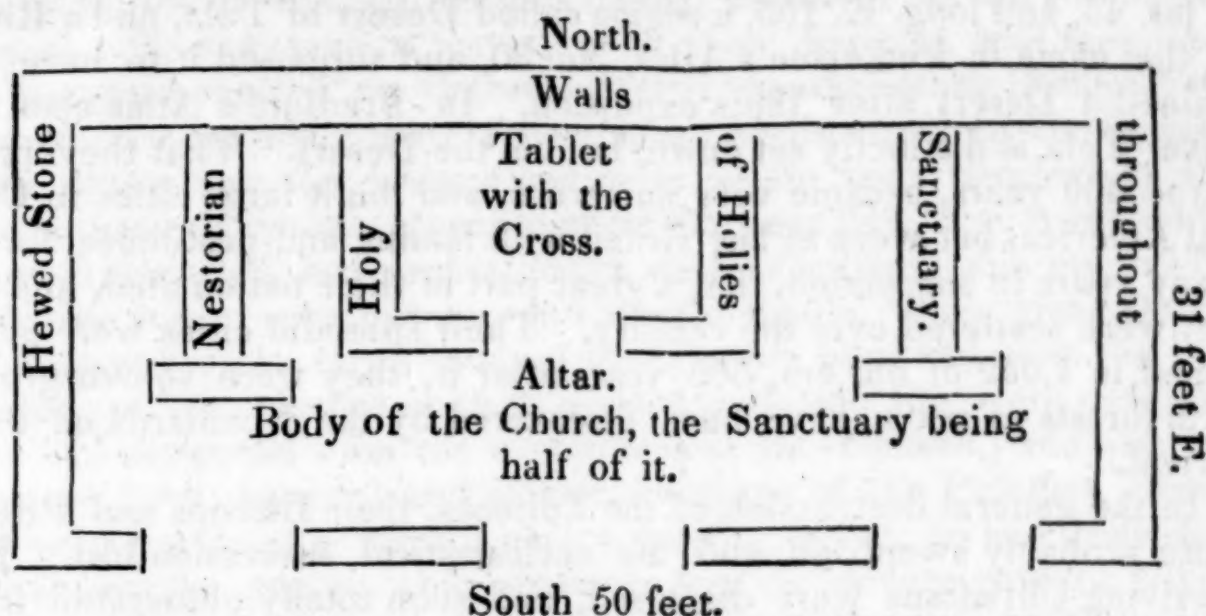 North.
Walls
Hewed Stone
Nestorian
Holy
Tablet
with the
Cross.
of H.lies
Sanctuary.
throughout
31 feet E.
Altar.
Body of the Church, the Sanctuary being
half of it.
South 50 feet.